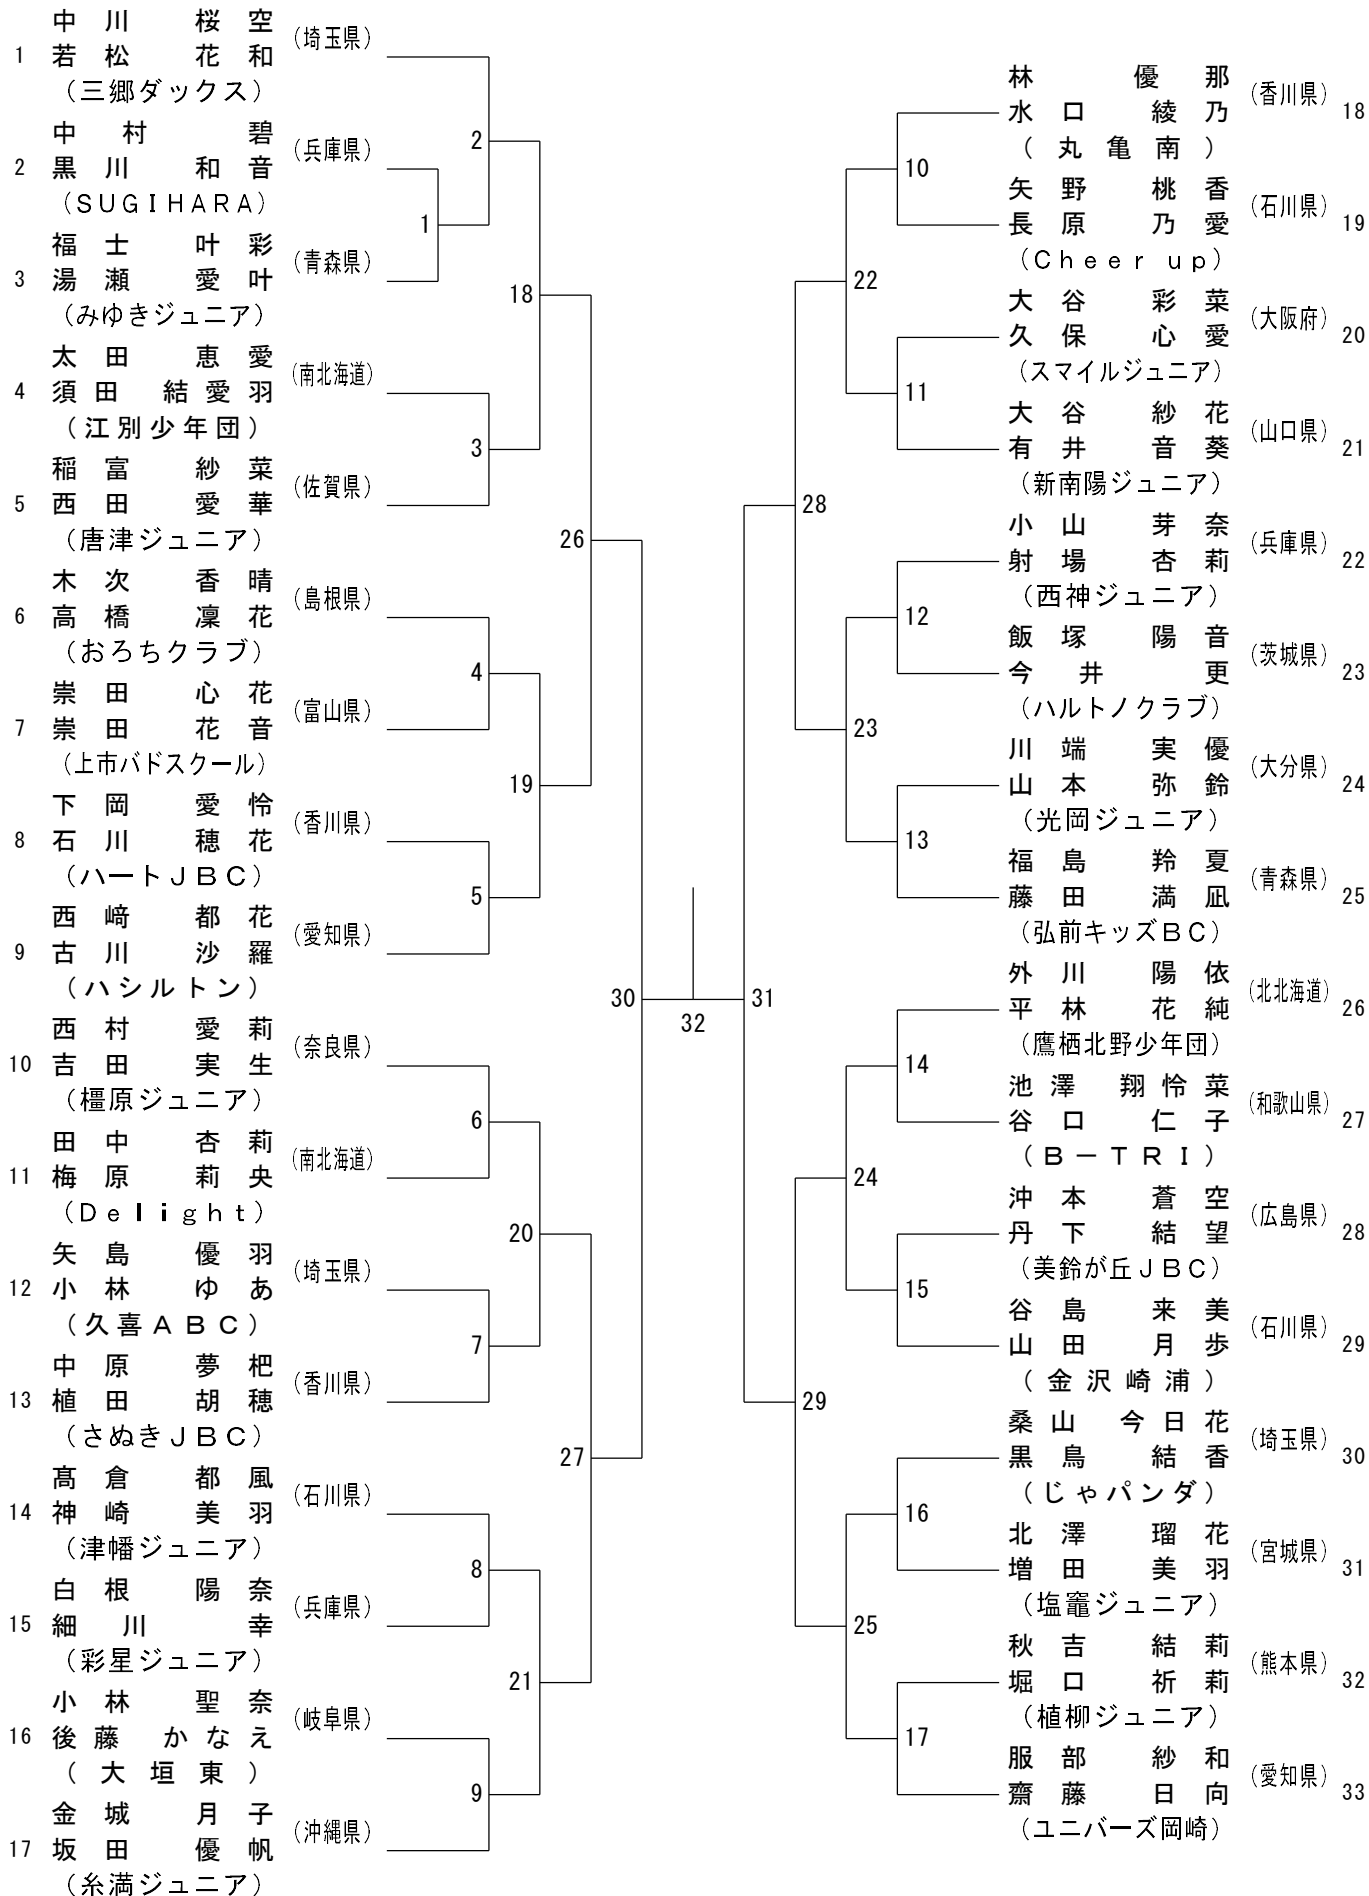 中川 桜空
(埼玉県)
1 若松 花和
(三郷ダックス)
中村 碧
(兵庫県)
2 黒川 和音
(SUGIHARA)
福士 叶彩
(青森県)
3 湯瀬 愛叶
(みゆきジュニア)
太田 恵愛
(南北海道)
4 須田 結愛羽
(江別少年団)
稲富 紗菜
(佐賀県)
5 西田 愛華
(唐津ジュニア)
木次 香晴
(島根県)
6 高橋 凜花
(おろちクラブ)
崇田 心花
(富山県)
7 崇田 花音
(上市バドスクール)
下岡 愛怜
(香川県)
8 石川 穂花
(ハートJBC)
西﨑 都花
(愛知県)
9 古川 沙羅
(ハシルトン)
西村 愛莉
(奈良県)
10 吉田 実生
(橿原ジュニア)
田中 杏莉
(南北海道)
11 梅原 莉央
(Delight)
矢島 優羽
(埼玉県)
12 小林 ゆあ
(久喜ABC)
中原 夢杷
(香川県)
13 植田 胡穂
(さぬきJBC)
髙倉 都風
(石川県)
14 神崎 美羽
(津幡ジュニア)
白根 陽奈
(兵庫県)
15 細川 幸
(彩星ジュニア)
小林 聖奈
(岐阜県)
16 後藤 かなえ
(大垣東)
金城 月子
(沖縄県)
17 坂田 優帆
(糸満ジュニア)
1
2
3
4
5
6
7
8
9
18
19
20
21
26
27
30
32
31
28
29
22
23
24
25
10
11
12
13
14
15
16
17
林 優那
(香川県)
水口 綾乃 18
(丸亀南)
矢野 桃香
(石川県)
長原 乃愛 19
(Cheer up)
大谷 彩菜
(大阪府)
久保 心愛 20
(スマイルジュニア)
大谷 紗花
(山口県)
有井 音葵 21
(新南陽ジュニア)
小山 芽奈
(兵庫県)
射場 杏莉 22
(西神ジュニア)
飯塚 陽音
(茨城県)
今井 更 23
(ハルトノクラブ)
川端 実優
(大分県)
山本 弥鈴 24
(光岡ジュニア)
福島 羚夏
(青森県)
藤田 満凪 25
(弘前キッズBC)
外川 陽依
(北北海道)
平林 花純 26
(鷹栖北野少年団)
池澤 翔怜菜
(和歌山県)
谷口 仁子 27
(B-TRI)
沖本 蒼空
(広島県)
丹下 結望 28
(美鈴が丘JBC)
谷島 来美
(石川県)
山田 月歩 29
(金沢崎浦)
桑山 今日花
(埼玉県)
黒鳥 結香 30
(じゃパンダ)
北澤 瑠花
(宮城県)
増田 美羽 31
(塩竈ジュニア)
秋吉 結莉
(熊本県)
堀口 祈莉 32
(植柳ジュニア)
服部 紗和
(愛知県)
齋藤 日向 33
(ユニバーズ岡崎)